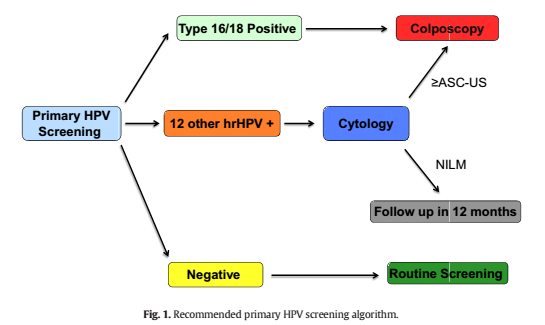 Type 16/18 Positive
Colposcopy
≥ASC-US
Primary HPV
Screening
12 other hrHPV +
Cytology
NILM
Follow up in 12 months
Negative
Routine Screening
Fig. 1. Recommended primary HPV screening algorithm.